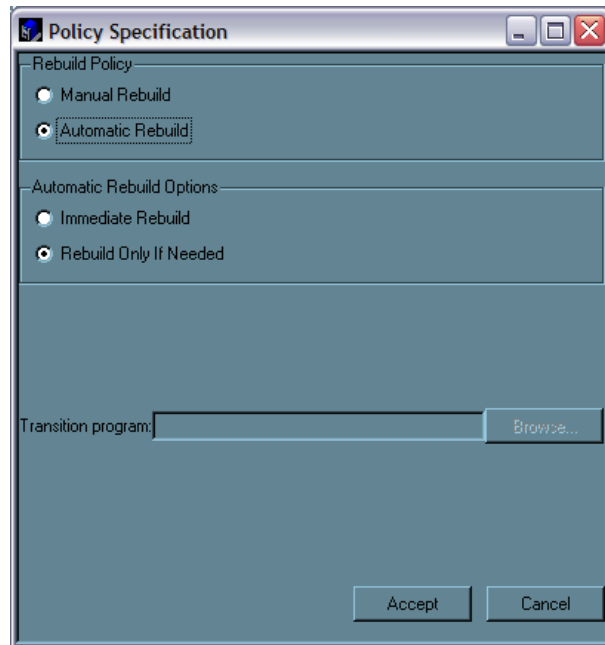 Policy Specification
Rebuild Policy
Manual Rebuild
Automatic Rebuild
Automatic Rebuild Options
Immediate Rebuild
Rebuild Only If Needed
Transition program:
Browse...
Accept
Cancel